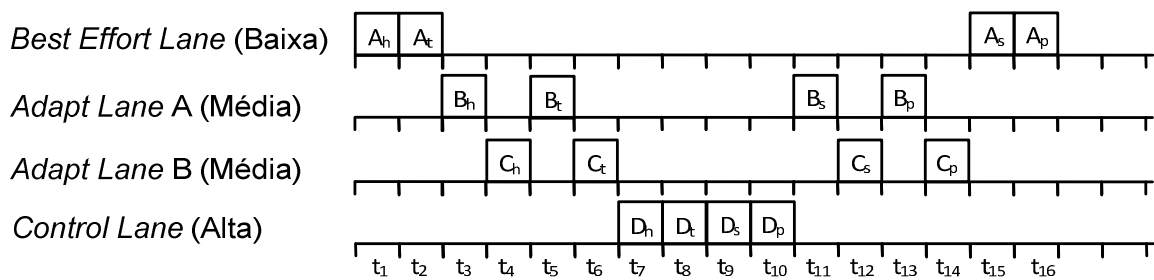 Best Effort Lane (Baixa) Ah At As Ap
Adapt Lane A (Média) Bh Bt Bs Bp
Adapt Lane B (Média) Ch Ct Cs Cp
Control Lane (Alta) Dh Dt Ds Dp
t1 t2 t3 t4 t5 t6 t7 t8 t9 t10 t11 t12 t13 t14 t15 t16